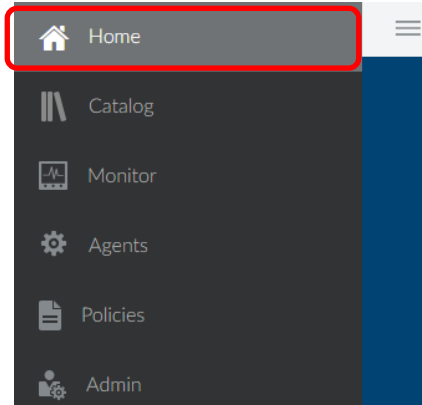 Home
Catalog
Monitor
Agents
Policies
Admin